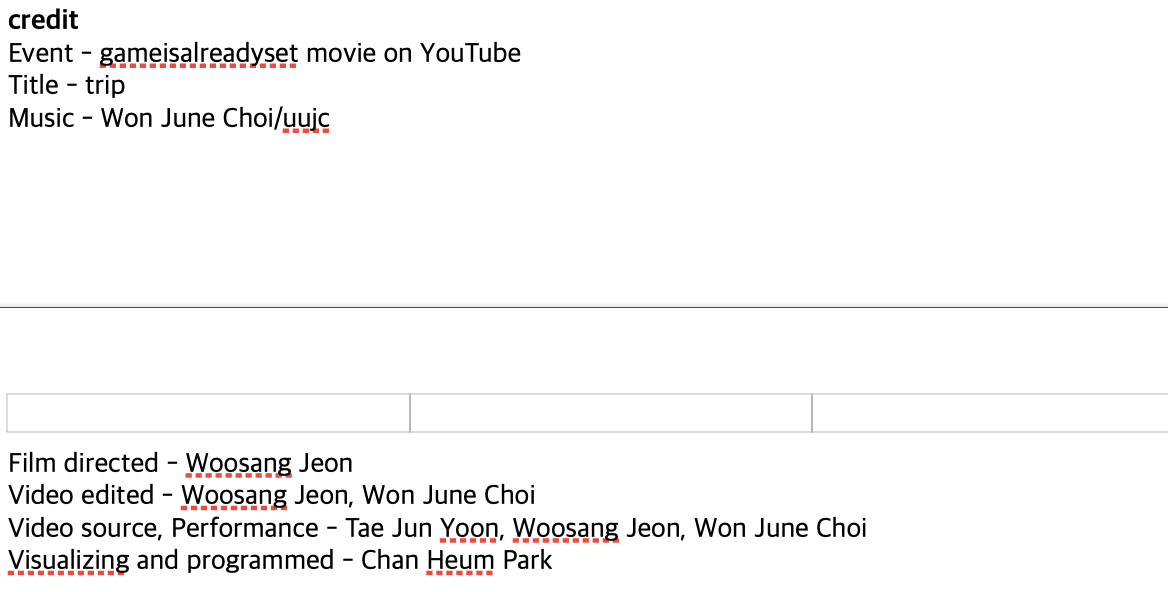 credit
Event – gameisalreadyset movie on YouTube
Title – trip
Music – Won June Choi/uujc
Film directed – Woosang Jeon
Video edited – Woosang Jeon, Won June Choi
Video source, Performance – Tae Jun Yoon, Woosang Jeon, Won June Choi
Visualizing and programmed – Chan Heum Park